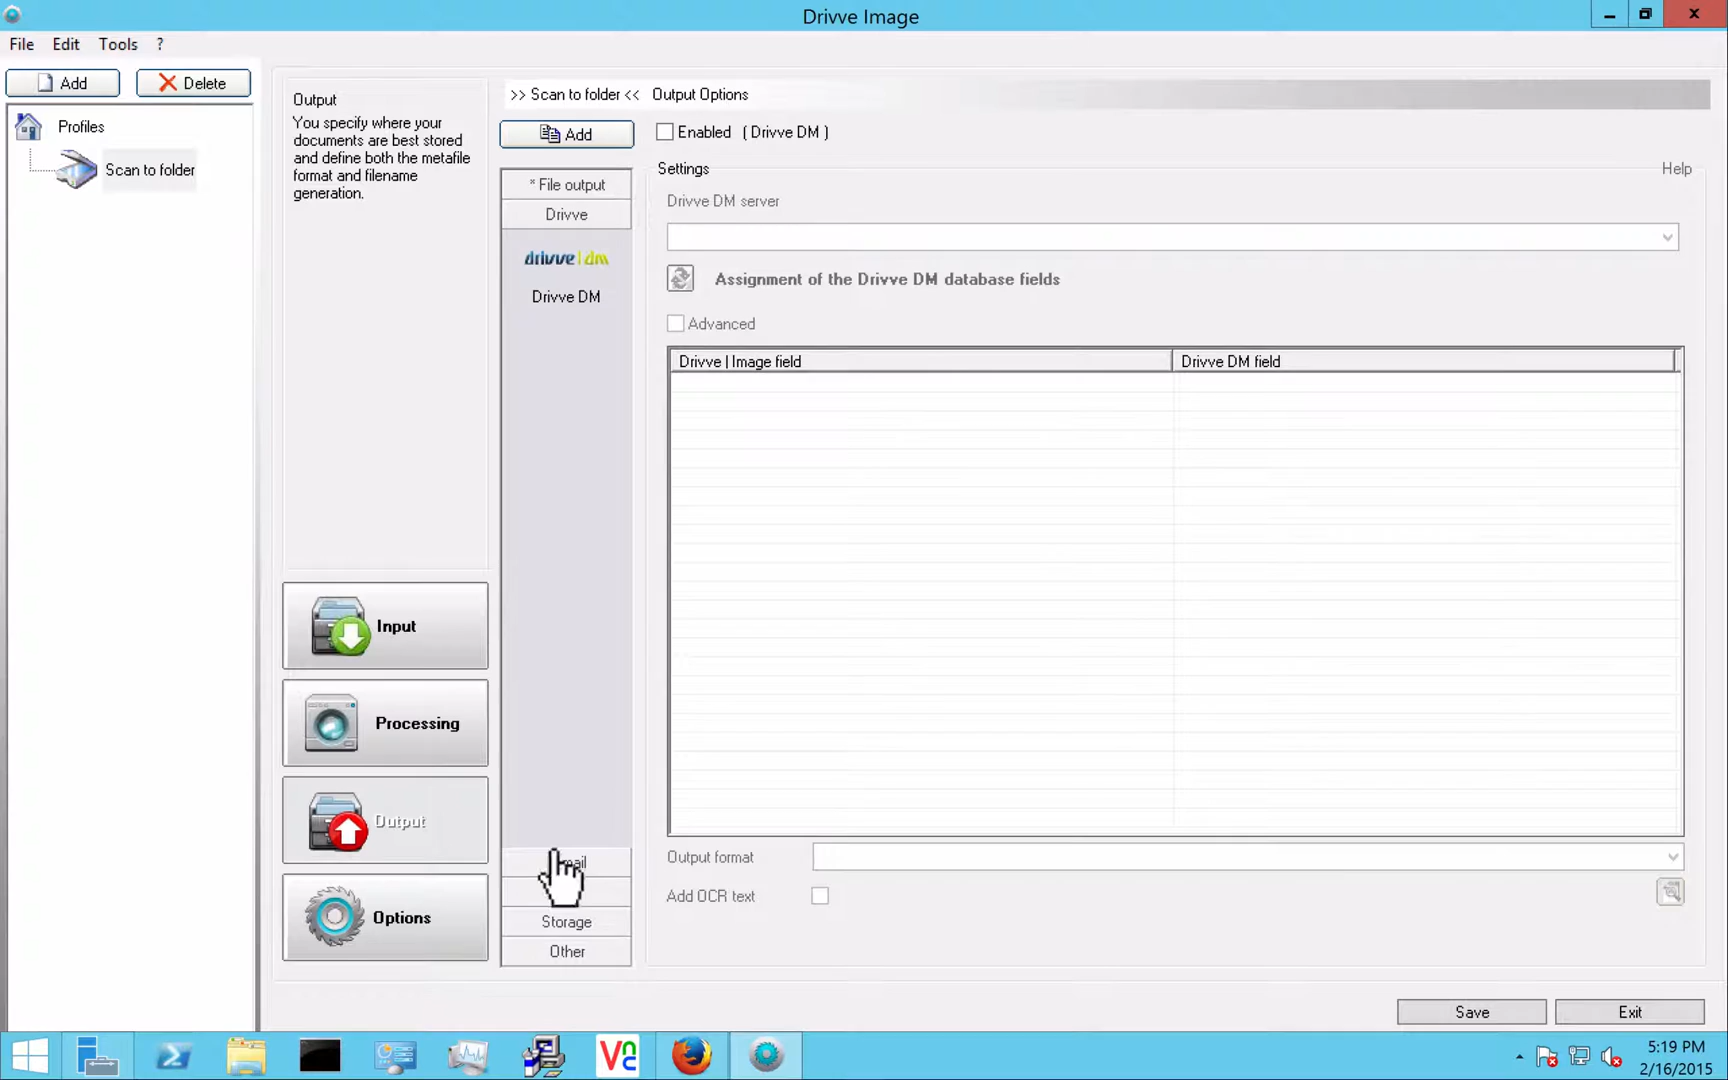 Drivve Image
File Edit Tools ?
Add Delete
Profiles
Scan to folder
Output
You specify where your
documents are best stored
and define both the metafile
format and filename
generation.
Input
Processing
Output
Options
>> Scan to folder << Output Options
Add
* File output
Drivve
drivve|dm
Drivve DM
Storage
Other
Enabled ( Drivve DM )
Settings
Help
Drivve DM server
Assignment of the Drivve DM database fields
Advanced
Drivve | Image field Drivve DM field
Output format
Add OCR text
Save Exit
5:19 PM
2/16/2015